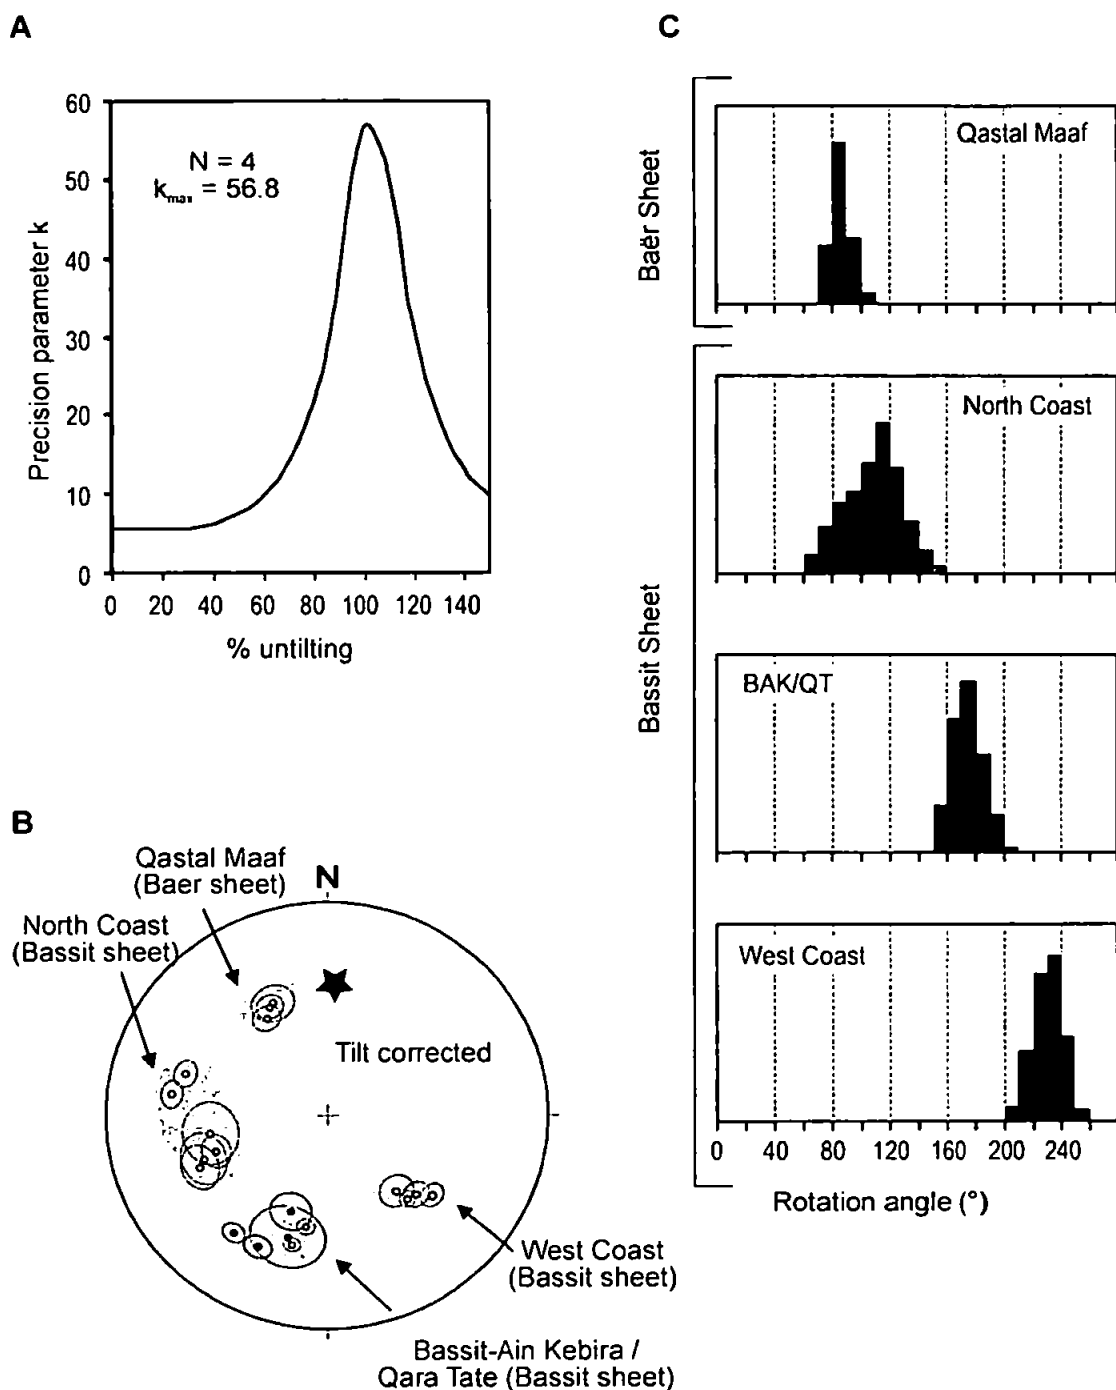 A
60
50
40
30
20
10
0
Precision parameter k
N = 4
kmax = 56.8
0 20 40 60 80 100 120 140
% untilting
B
Qastal Maaf
(Baer sheet)
N
North Coast
(Bassit sheet)
Tilt corrected
West Coast
(Bassit sheet)
Bassit-Ain Kebira /
Qara Tate (Bassit sheet)
C
Baër Sheet
Qastal Maaf
Bassit Sheet
North Coast
BAK/QT
West Coast
0 40 80 120 160 200 240
Rotation angle (°)